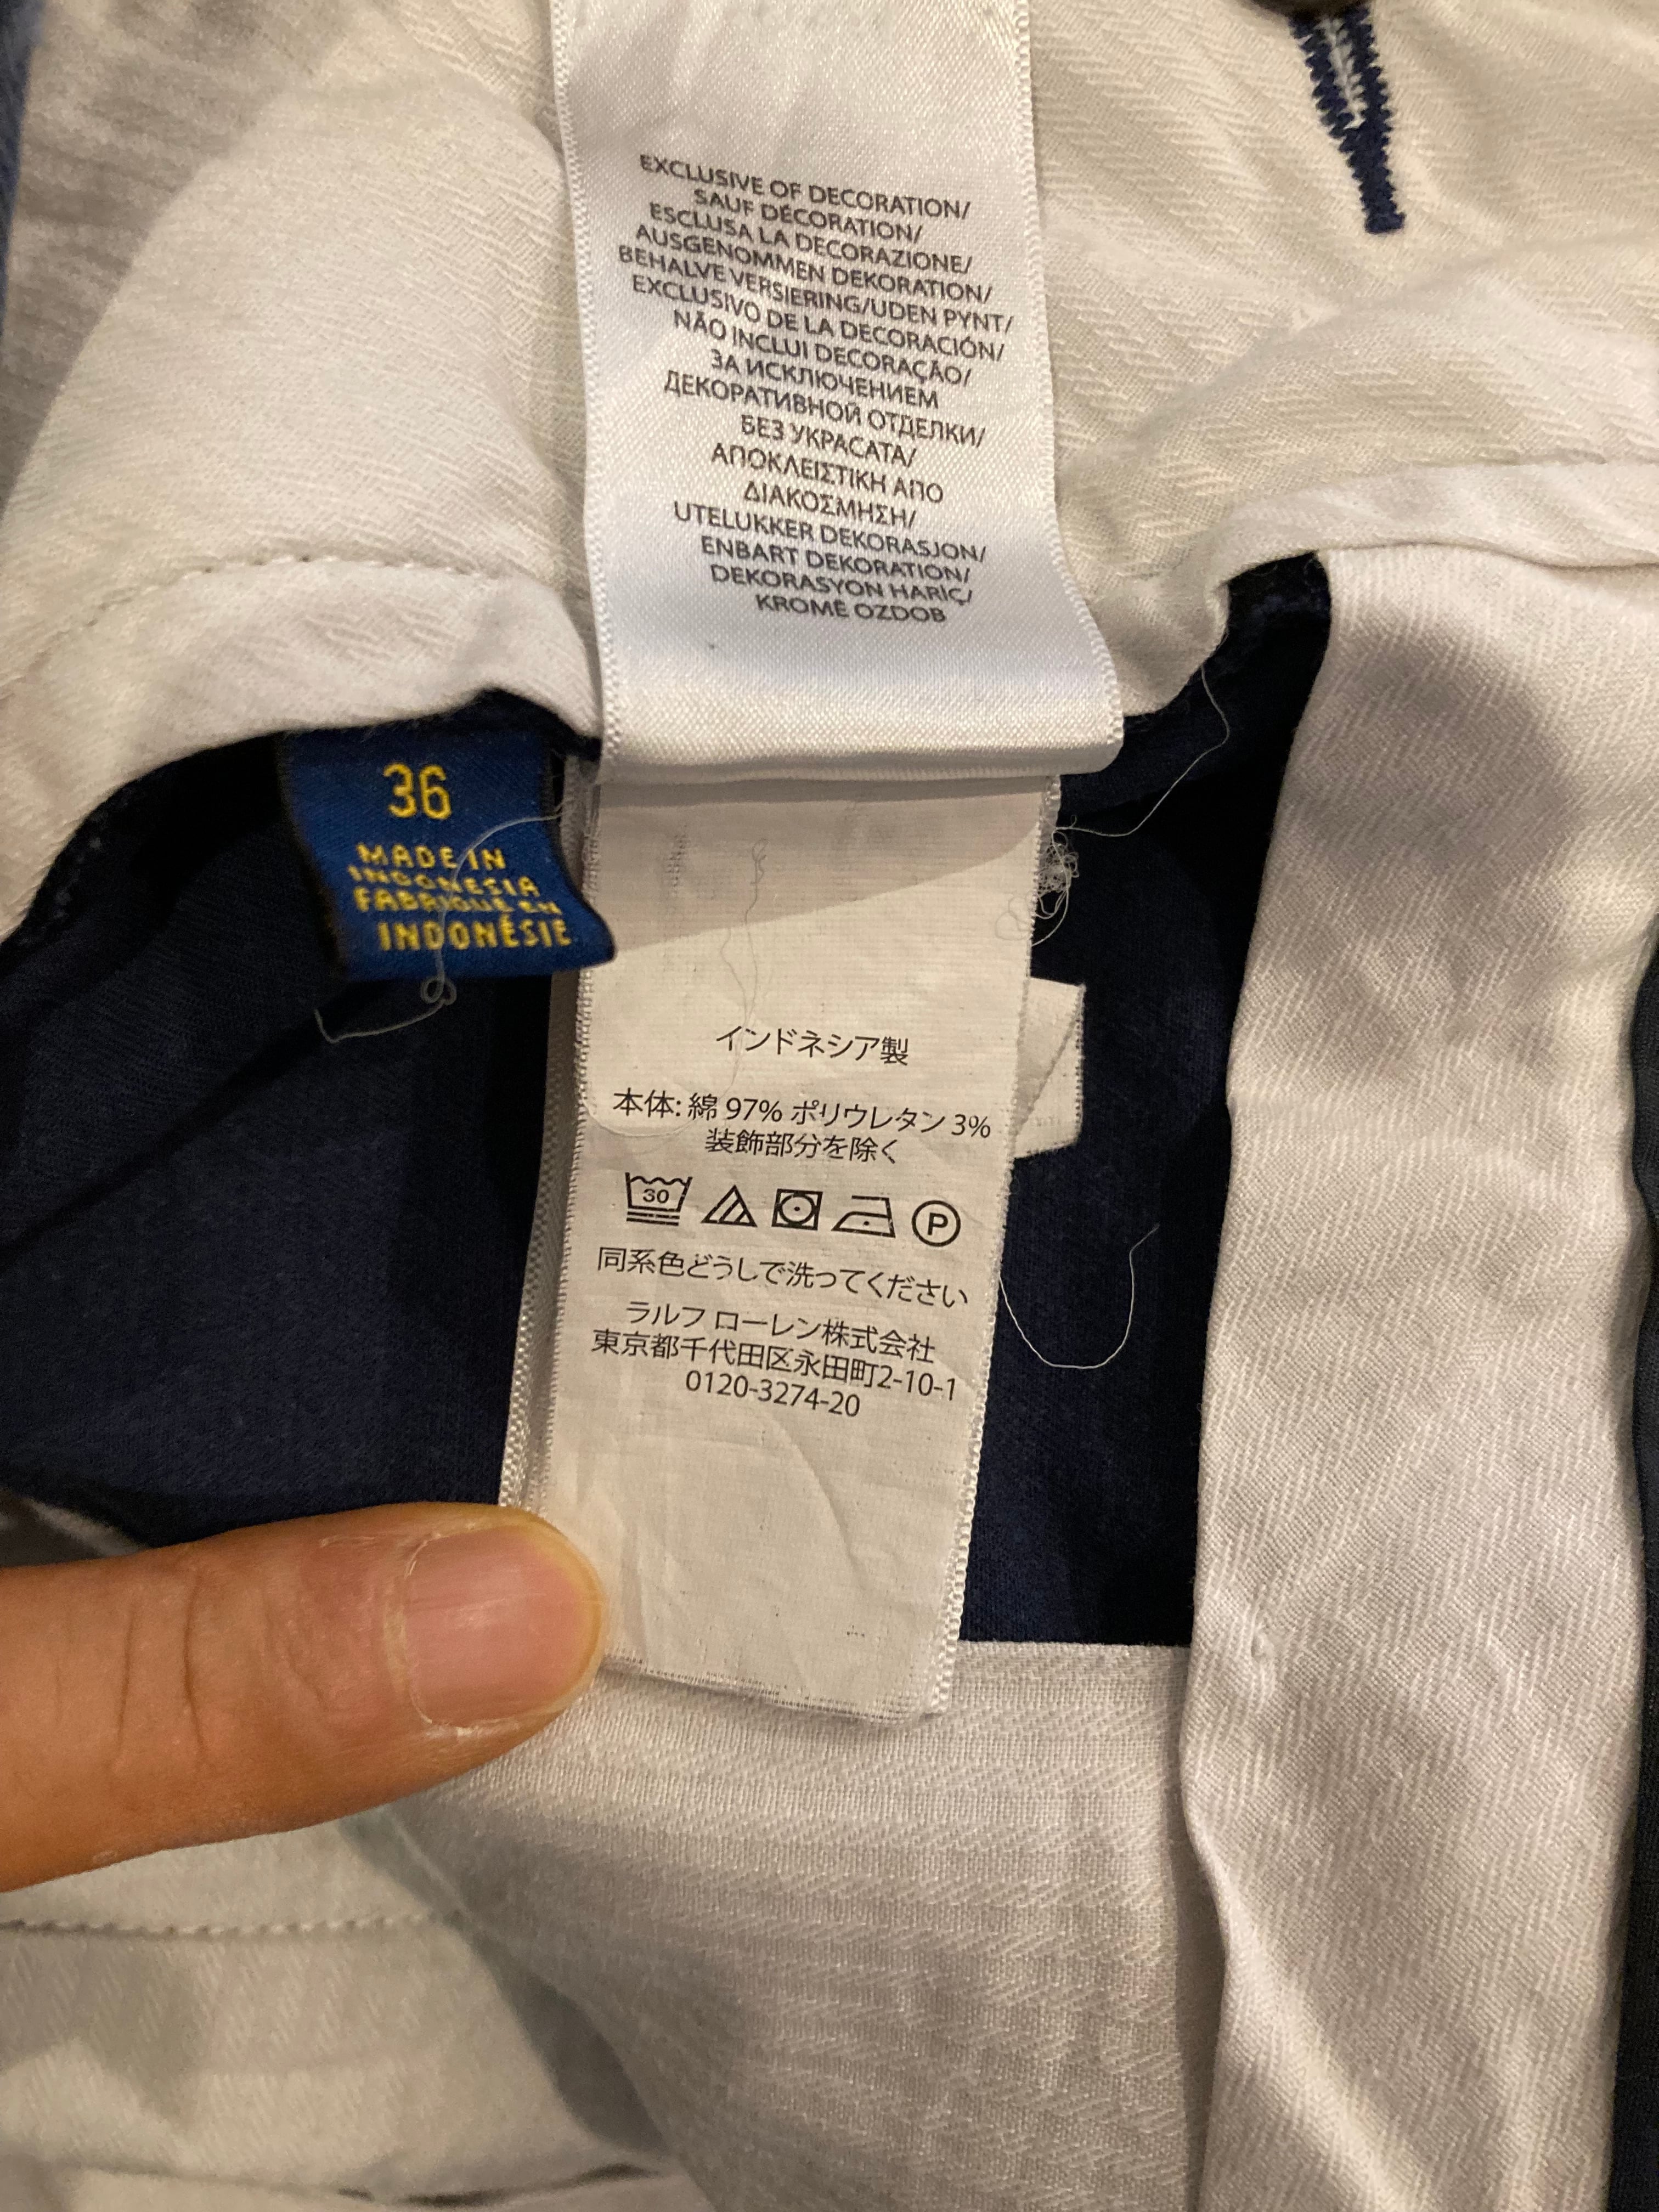 EXCLUSIVE OF DECORATION/
SAUF DÉCORATION/
ESCLUSA LA DECORAZIONE/
AUSGENOMMEN DEKORATION/
BEHALVE VERSIERING/UDEN PYNT/
EXCLUSIVO DE LA DECORACIÓN/
NÃO INCLUI DECORAÇÃO/
ЗА ИСКЛЮЧЕНИЕМ
ДЕКОРАТИВНОЙ ОТДЕЛКИ/
БЕЗ УКРАСАТА/
ΑΠΟΚΛΕΙΣΤΙΚΗ ΑΠΟ
ΔΙΑΚΟΣΜΗΣΗ/
UTELUKKER DEKORASJON/
ENBART DEKORATION/
DEKORASYON HARIÇ/
KROMĚ OZDOB
36
MADE IN
INDONESIA
FABRIQUE EN
INDONÉSIE
インドネシア製
本体: 綿 97% ポリウレタン 3%
装飾部分を除く
30 P
同系色どうしで洗ってください
ラルフ ローレン株式会社
東京都千代田区永田町2-10-1
0120-3274-20